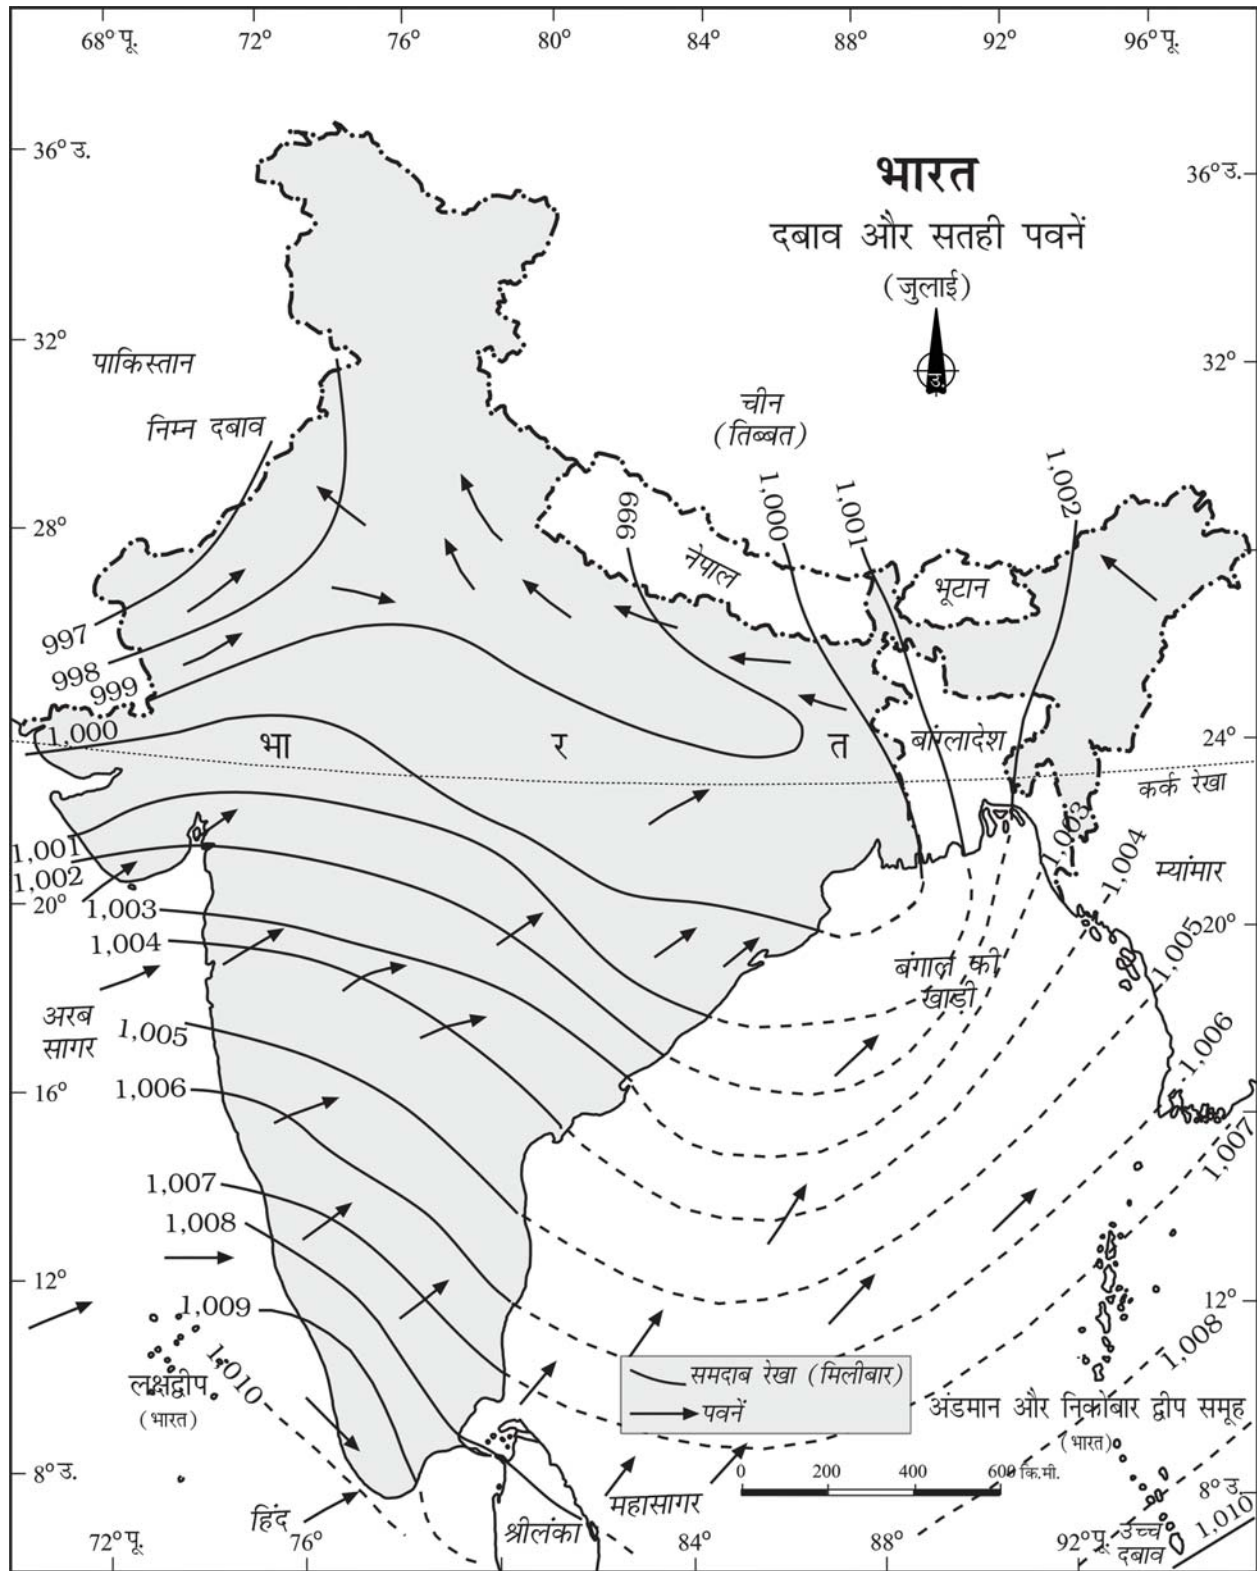 68° पू. 72° 76° 80° 84° 88° 92° 96° पू.
36° उ.
भारत
36° उ.
दबाव और सतही पवनें
(जुलाई)
उ.
32°
32°
पाकिस्तान
निम्न दबाव
चीन
(तिब्बत)
1,000
1,001
1,002
999
28°
नेपाल
भूटान
997
998
999
1,000
भा र त
बांग्लादेश
24°
कर्क रेखा
1,001
1,002
20°
1,003
1,004
म्यांमार
1,003
1,004
1,005
20°
बंगाल की
खाडी
अरब
सागर
1,005
1,006
1,006
16°
1,007
1,007
1,008
12°
12°
1,009
1,008
1,010
लक्षद्वीप
(भारत)
समदाब रेखा (मिलीबार)
पवनें
अंडमान और निकोबार द्वीप समूह
(भारत)
0 200 400 600 कि.मी.
8° उ.
8° उ.
हिंद
महासागर
श्रीलंका
उच्च
दबाव
1,010
72° पू. 76° 84° 88° 92° पू.